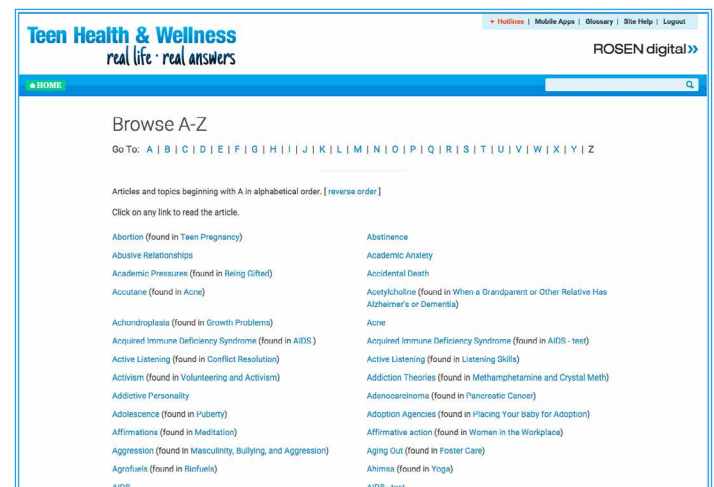 Hotlines | Mobile Apps | Glossary | Site Help | Logout
Teen Health & Wellness
real life · real answers
ROSEN digital»
HOME
Browse A-Z
Go To: A | B | C | D | E | F | G | H | I | J | K | L | M | N | O | P | Q | R | S | T | U | V | W | X | Y | Z
Articles and topics beginning with A in alphabetical order. [ reverse order ]
Click on any link to read the article.
Abortion (found in Teen Pregnancy)
Abstinence
Abusive Relationships
Academic Anxiety
Academic Pressures (found in Being Gifted)
Accidental Death
Accutane (found in Acne)
Acetylcholine (found in When a Grandparent or Other Relative Has
Alzheimer's or Dementia)
Achondroplasia (found in Growth Problems)
Acne
Acquired Immune Deficiency Syndrome (found in AIDS )
Acquired Immune Deficiency Syndrome (found in AIDS - test)
Active Listening (found in Conflict Resolution)
Active Listening (found in Listening Skills)
Activism (found in Volunteering and Activism)
Addiction Theories (found in Methamphetamine and Crystal Meth)
Addictive Personality
Adenocarcinoma (found in Pancreatic Cancer)
Adolescence (found in Puberty)
Adoption Agencies (found in Placing Your Baby for Adoption)
Affirmations (found in Meditation)
Affirmative action (found in Women in the Workplace)
Aggression (found in Masculinity, Bullying, and Aggression)
Aging Out (found in Foster Care)
Agrofuels (found in Biofuels)
Ahimsa (found in Yoga)
AIDS
AIDS - test